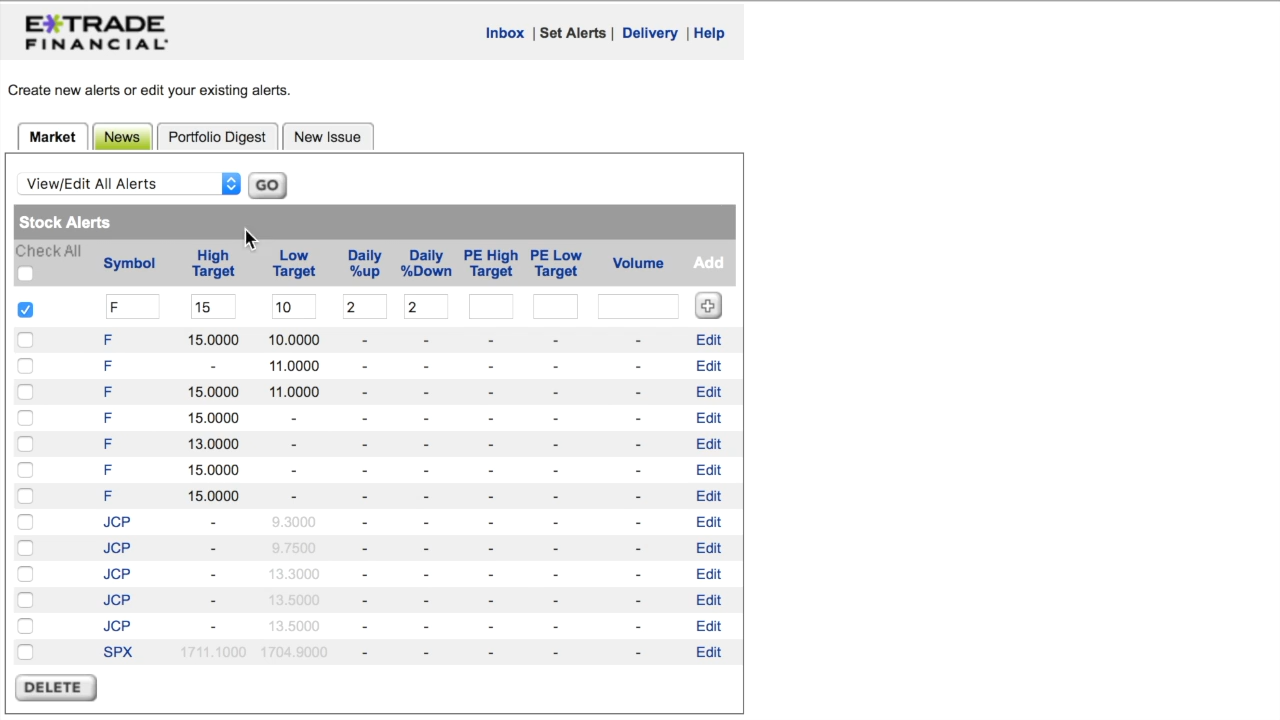 E*TRADE
FINANCIAL
Inbox | Set Alerts | Delivery | Help
Create new alerts or edit your existing alerts.
Market News Portfolio Digest New Issue
View/Edit All Alerts GO
Stock Alerts
Check All Symbol High Target Low Target Daily %up Daily %Down PE High Target PE Low Target Volume Add
F 15 10 2 2
F 15.0000 10.0000 - - - - - Edit
F - 11.0000 - - - - - Edit
F 15.0000 11.0000 - - - - - Edit
F 15.0000 - - - - - - Edit
F 13.0000 - - - - - - Edit
F 15.0000 - - - - - - Edit
F 15.0000 - - - - - - Edit
JCP - 9.3000 - - - - - Edit
JCP - 9.7500 - - - - - Edit
JCP - 13.3000 - - - - - Edit
JCP - 13.5000 - - - - - Edit
JCP - 13.5000 - - - - - Edit
SPX 1711.1000 1704.9000 - - - - - Edit
DELETE